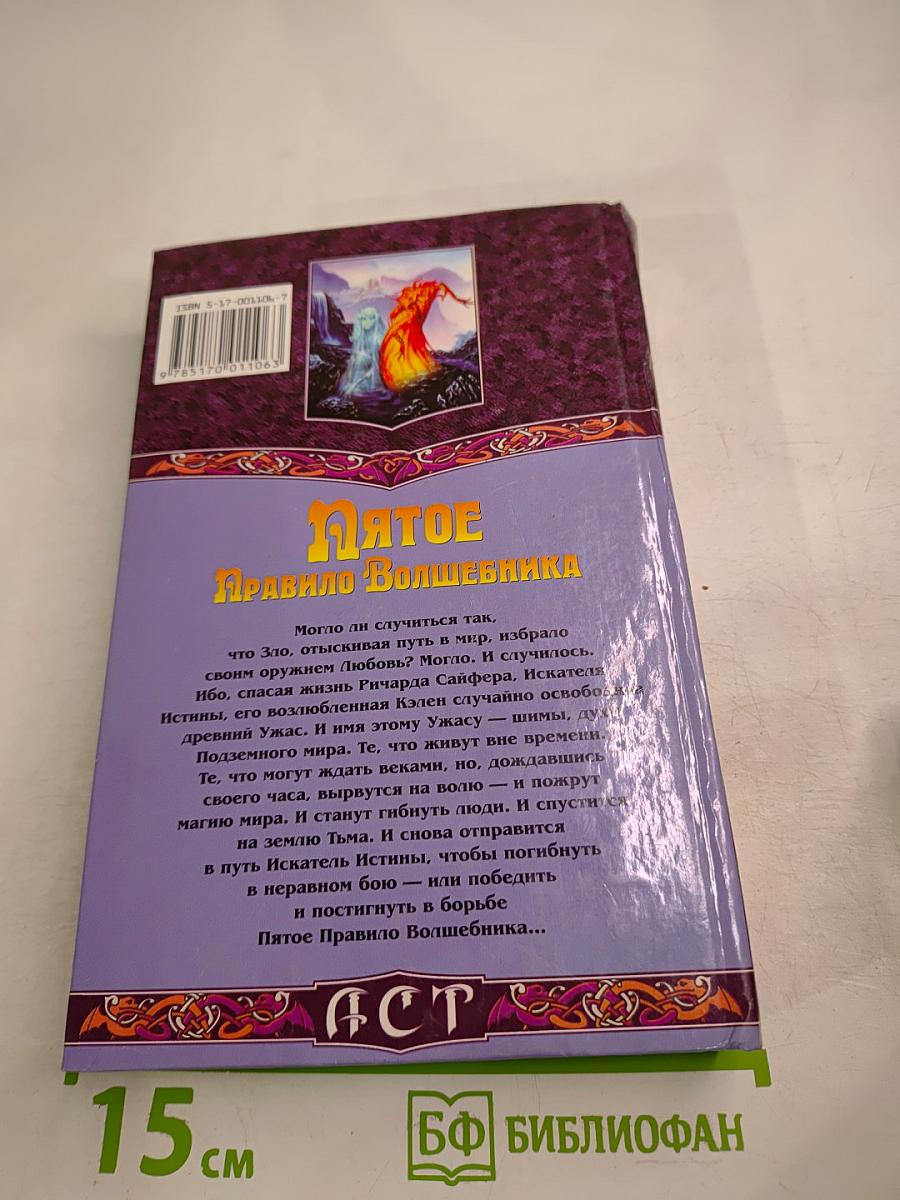 ISBN 5-17-001106-7
9 785170 011063
Пятое
Правило Волшебника
Могло ли случиться так,
что Зло, отыскивая путь в мир, избрало
своим оружием Любовь? Могло. И случилось.
Ибо, спасая жизнь Ричарда Сайфера, Искателя
Истины, его возлюбленная Кэлен случайно освободила
древний Ужас. И имя этому Ужасу — шимы, духи
Подземного мира. Те, что живут вне времени.
Те, что могут ждать веками, но, дождавшись
своего часа, вырвутся на волю — и пожрут
магию мира. И станут гибнуть люди. И спустится
на землю Тьма. И снова отправится
в путь Искатель Истины, чтобы погибнуть
в неравном бою — или победить
и постигнуть в борьбе
Пятое Правило Волшебника...
АСТ
15 см
БФ БИБЛИОФАН